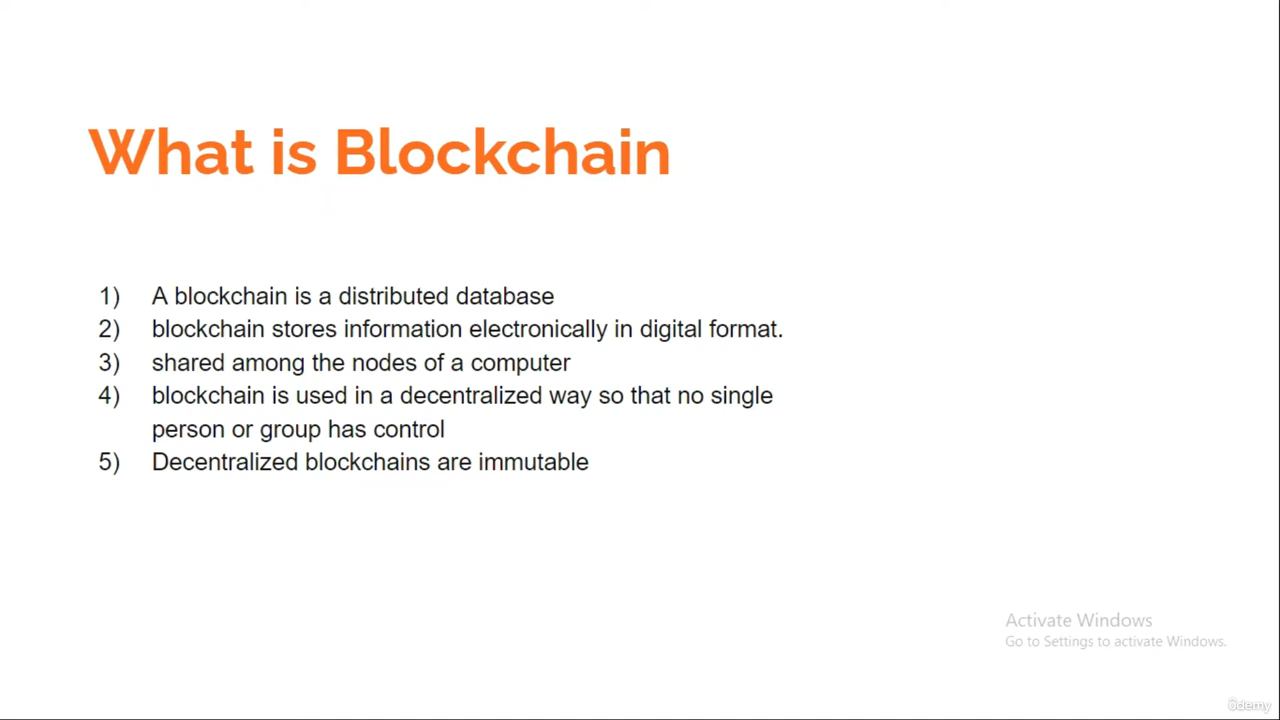 What is Blockchain
1) A blockchain is a distributed database
2) blockchain stores information electronically in digital format.
3) shared among the nodes of a computer
4) blockchain is used in a decentralized way so that no single
person or group has control
5) Decentralized blockchains are immutable
Activate Windows
Go to Settings to activate Windows.
ûdemy